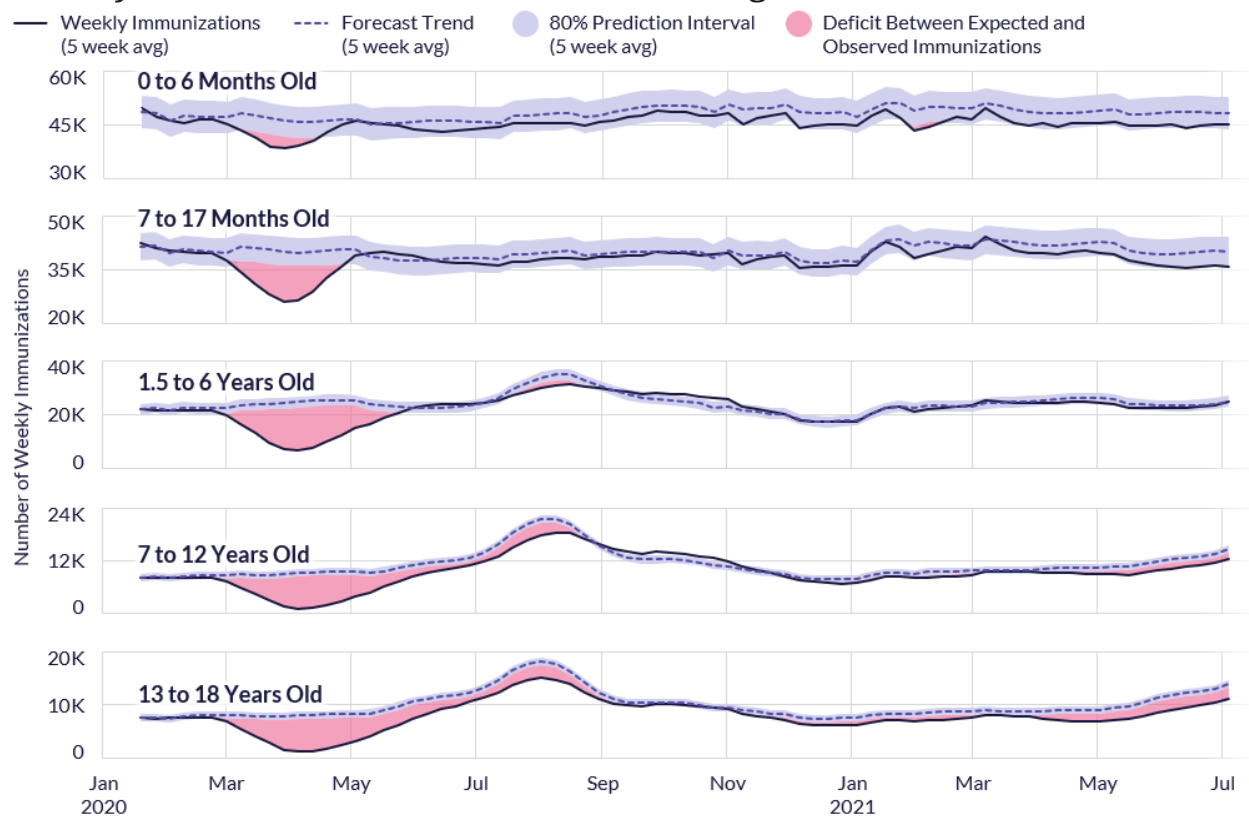 Weekly Immunizations
(5 week avg)
Forecast Trend
(5 week avg)
80% Prediction Interval
(5 week avg)
Deficit Between Expected and
Observed Immunizations
Number of Weekly Immunizations
0 to 6 Months Old
60K
45K
30K
7 to 17 Months Old
50K
35K
20K
1.5 to 6 Years Old
40K
20K
0
7 to 12 Years Old
24K
12K
0
13 to 18 Years Old
20K
10K
0
Jan Mar May Jul Sep Nov Jan Mar May Jul
2020 2021